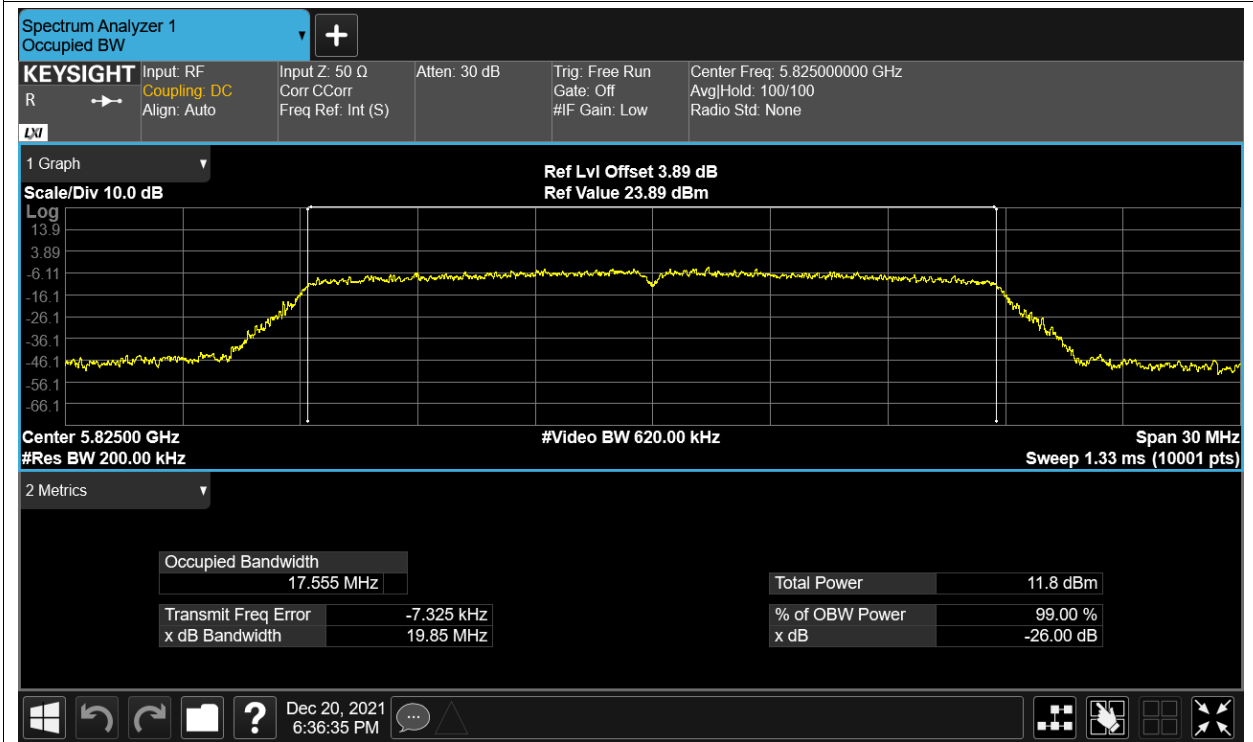 Spectrum Analyzer 1
Occupied BW
KEYSIGHT
R
LXI
Input: RF
Coupling: DC
Align: Auto
Input Z: 50 Ω
Corr CCorr
Freq Ref: Int (S)
Atten: 30 dB
Trig: Free Run
Gate: Off
#IF Gain: Low
Center Freq: 5.825000000 GHz
Avg|Hold: 100/100
Radio Std: None
1 Graph
Scale/Div 10.0 dB
Ref Lvl Offset 3.89 dB
Ref Value 23.89 dBm
Log
13.9
3.89
-6.11
-16.1
-26.1
-36.1
-46.1
-56.1
-66.1
Center 5.82500 GHz
#Res BW 200.00 kHz
#Video BW 620.00 kHz
Span 30 MHz
Sweep 1.33 ms (10001 pts)
2 Metrics
Occupied Bandwidth
17.555 MHz
Transmit Freq Error -7.325 kHz
x dB Bandwidth 19.85 MHz
Total Power 11.8 dBm
% of OBW Power 99.00 %
x dB -26.00 dB
?
Dec 20, 2021
6:36:35 PM